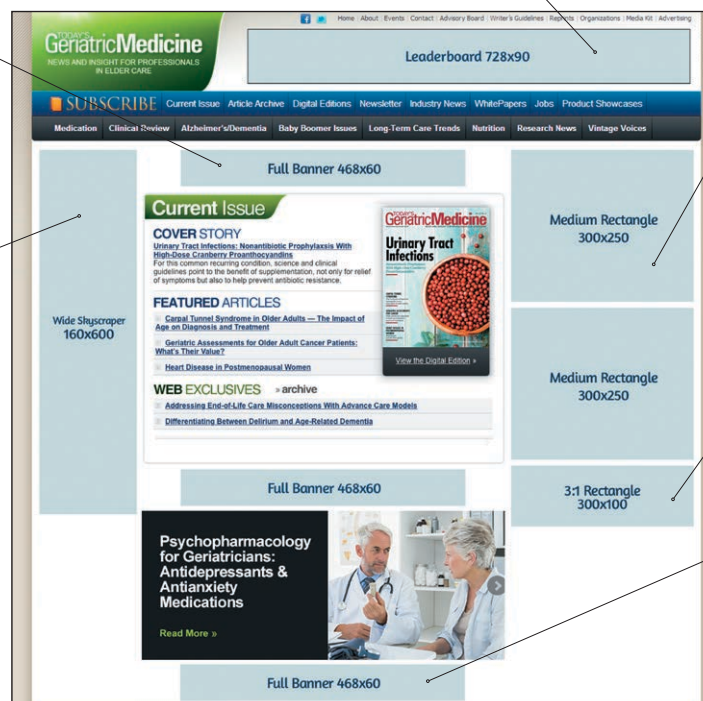 Home | About | Events | Contact | Advisory Board | Writer's Guidelines | Reprints | Organizations | Media Kit | Advertising
TODAY'S
GeriatricMedicine
NEWS AND INSIGHT FOR PROFESSIONALS
IN ELDER CARE
Leaderboard 728x90
SUBSCRIBE Current Issue Article Archive Digital Editions Newsletter Industry News WhitePapers Jobs Product Showcases
Medication Clinical Review Alzheimer's/Dementia Baby Boomer Issues Long-Term Care Trends Nutrition Research News Vintage Voices
Full Banner 468x60
Wide Skyscraper
160x600
Current Issue
COVER STORY
Urinary Tract Infections: Nonantibiotic Prophylaxsis With
High-Dose Cranberry Proanthocyandins
For this common recurring condition, science and clinical
guidelines point to the benefit of supplementation, not only for relief
of symptoms but also to help prevent antibiotic resistance.
FEATURED ARTICLES
Carpal Tunnel Syndrome in Older Adults — The Impact of
Age on Diagnosis and Treatment
Geriatric Assessments for Older Adult Cancer Patients:
What's Their Value?
Heart Disease in Postmenopausal Women
WEB EXCLUSIVES » archive
Addressing End-of-Life Care Misconceptions With Advance Care Models
Differentiating Between Delirium and Age-Related Dementia
TODAY'S
GeriatricMedicine
Urinary Tract
Infections
View the Digital Edition »
Medium Rectangle
300x250
Medium Rectangle
300x250
3:1 Rectangle
300x100
Full Banner 468x60
Psychopharmacology
for Geriatricians:
Antidepressants &
Antianxiety
Medications
Read More »
Full Banner 468x60